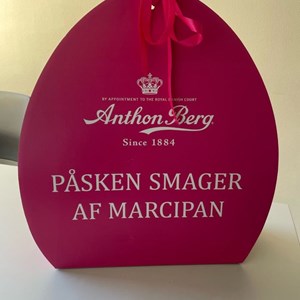 BY APPOINTMENT TO THE ROYAL DANISH COURT
Anthon Berg
Since 1884
PÅSKEN SMAGER
AF MARCIPAN